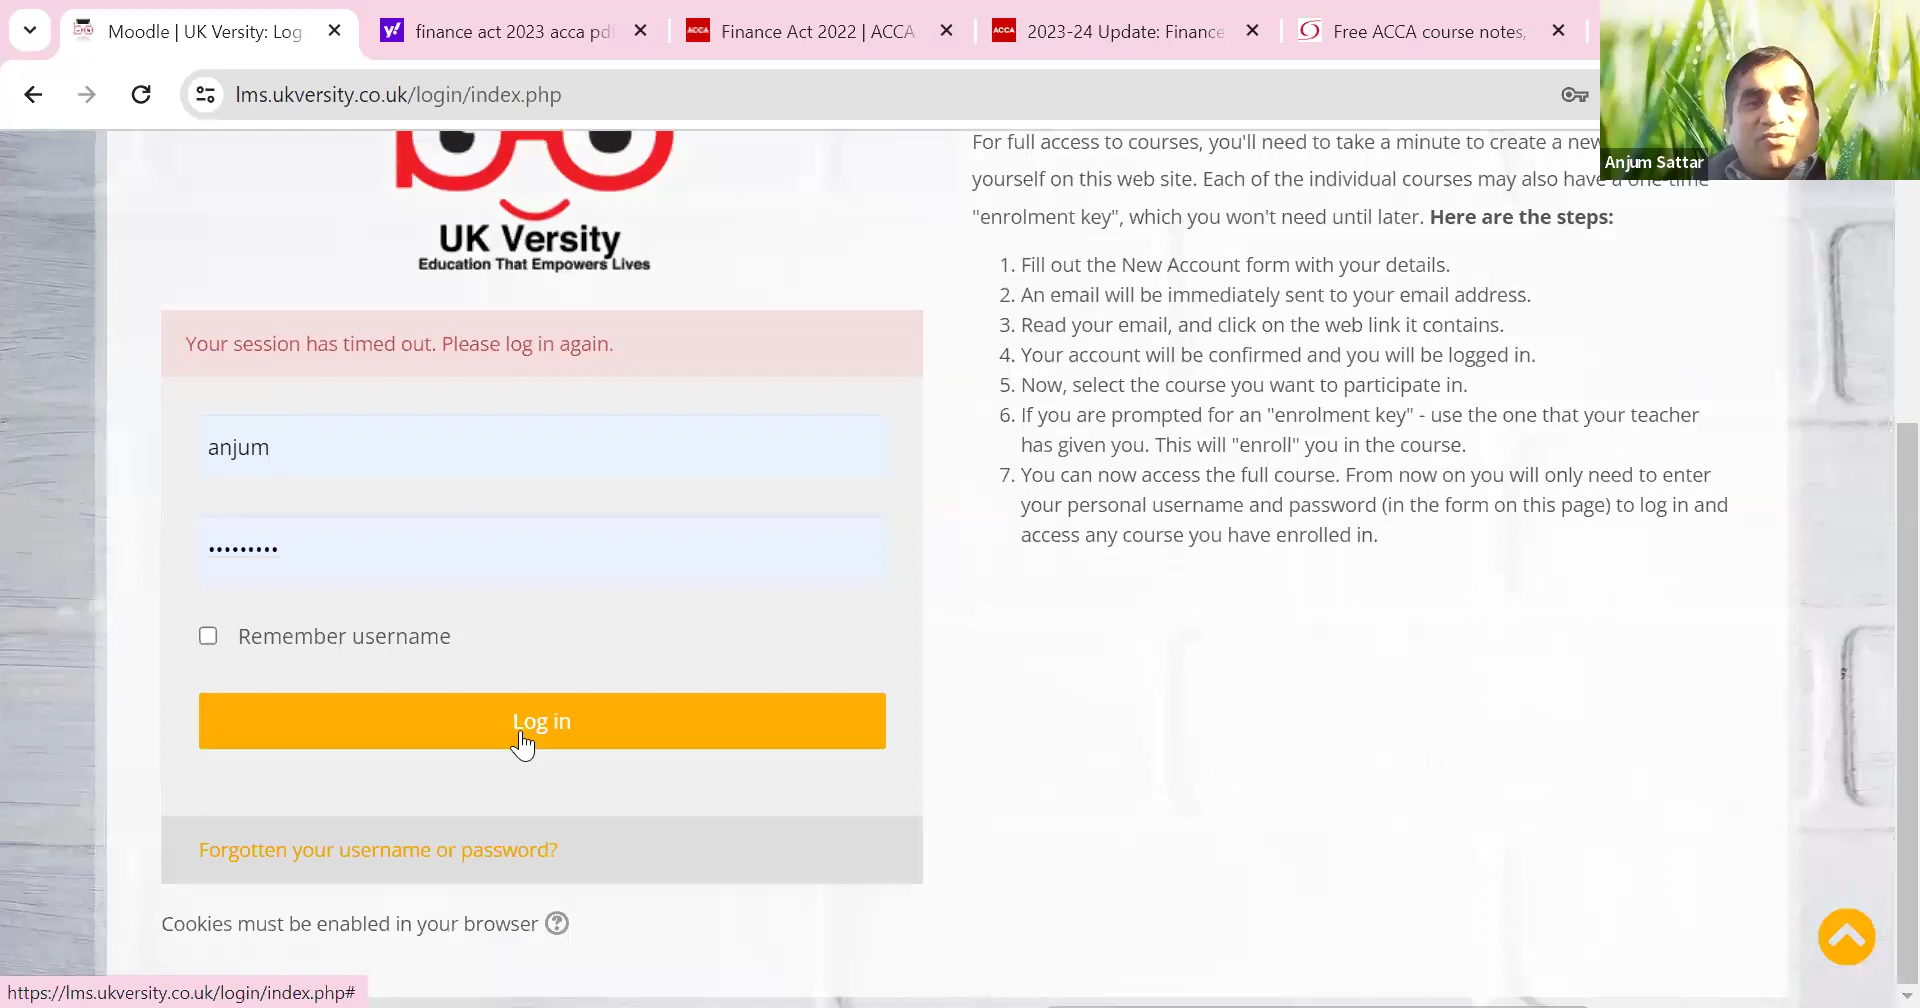 Moodle | UK Versity: Log
finance act 2023 acca pd
Finance Act 2022 | ACCA
2023-24 Update: Finance
Free ACCA course notes,
lms.ukversity.co.uk/login/index.php
Anjum Sattar
UK Versity
Education That Empowers Lives
Your session has timed out. Please log in again.
anjum
•••••••••
Remember username
Log in
Forgotten your username or password?
Cookies must be enabled in your browser
For full access to courses, you'll need to take a minute to create a new
yourself on this web site. Each of the individual courses may also have a one-time
"enrolment key", which you won't need until later. Here are the steps:
1. Fill out the New Account form with your details.
2. An email will be immediately sent to your email address.
3. Read your email, and click on the web link it contains.
4. Your account will be confirmed and you will be logged in.
5. Now, select the course you want to participate in.
6. If you are prompted for an "enrolment key" - use the one that your teacher
has given you. This will "enroll" you in the course.
7. You can now access the full course. From now on you will only need to enter
your personal username and password (in the form on this page) to log in and
access any course you have enrolled in.
https://lms.ukversity.co.uk/login/index.php#